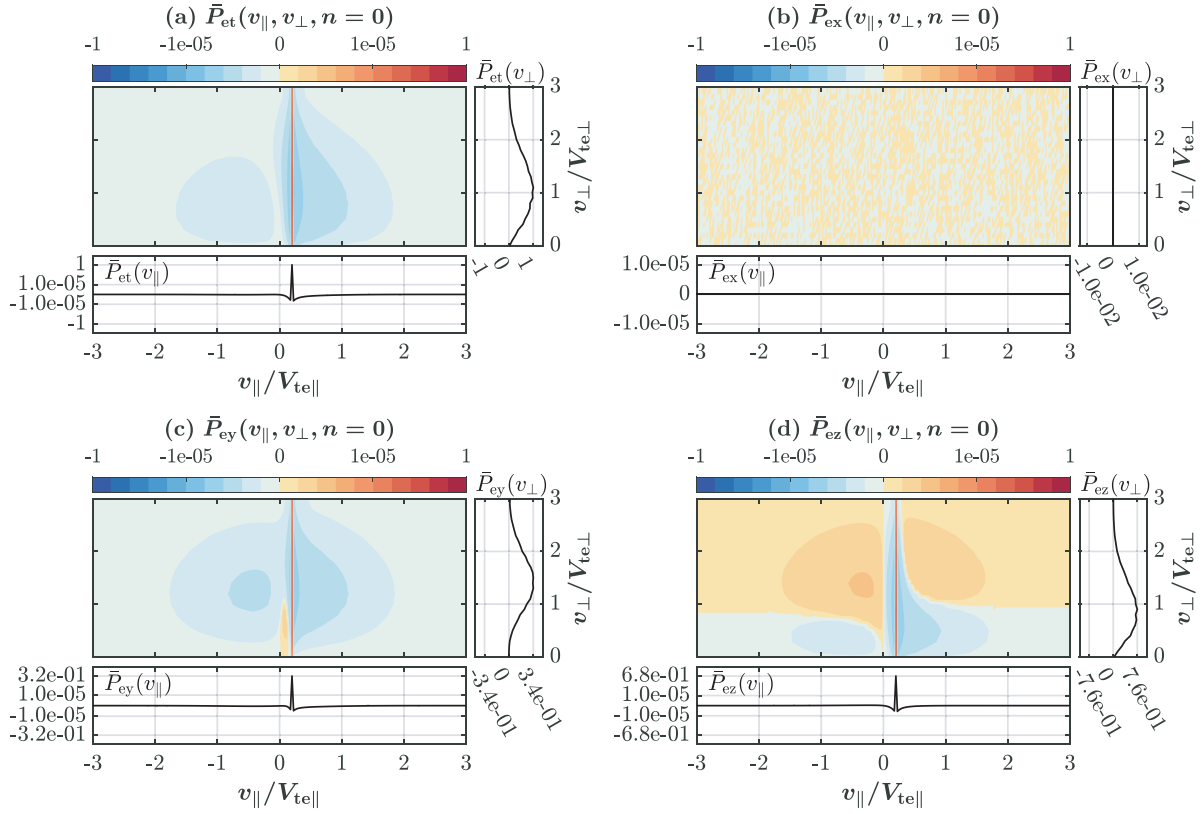 (a) P̄et(v∥, v⊥, n = 0)
-1 -1e-05 0 1e-05 1
P̄et(v⊥)
3
2
1
0
v⊥/Vte⊥
-1 0 1
P̄et(v∥)
1
1.0e-05
-1.0e-05
-1
-3 -2 -1 0 1 2 3
v∥/Vte∥
(b) P̄ex(v∥, v⊥, n = 0)
-1 -1e-05 0 1e-05 1
P̄ex(v⊥)
3
2
1
0
v⊥/Vte⊥
-1.0e-02 0 1.0e-02
P̄ex(v∥)
1.0e-05
0
-1.0e-05
-3 -2 -1 0 1 2 3
v∥/Vte∥
(c) P̄ey(v∥, v⊥, n = 0)
-1 -1e-05 0 1e-05 1
P̄ey(v⊥)
3
2
1
0
v⊥/Vte⊥
-3.4e-01 0 3.4e-01
P̄ey(v∥)
3.2e-01
1.0e-05
-1.0e-05
-3.2e-01
-3 -2 -1 0 1 2 3
v∥/Vte∥
(d) P̄ez(v∥, v⊥, n = 0)
-1 -1e-05 0 1e-05 1
P̄ez(v⊥)
3
2
1
0
v⊥/Vte⊥
-7.6e-01 0 7.6e-01
P̄ez(v∥)
6.8e-01
1.0e-05
-1.0e-05
-6.8e-01
-3 -2 -1 0 1 2 3
v∥/Vte∥